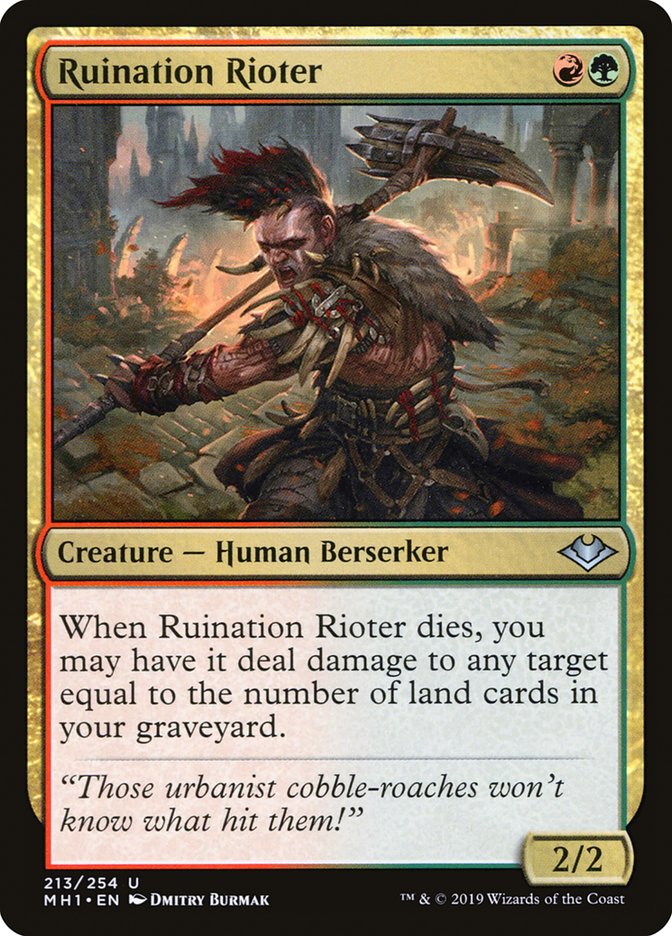 Ruination Rioter
Creature — Human Berserker
When Ruination Rioter dies, you
may have it deal damage to any target
equal to the number of land cards in
your graveyard.
“Those urbanist cobble-roaches won’t
know what hit them!”
2/2
213/254 U
MH1 • EN Dmitry Burmak
™ & © 2019 Wizards of the Coast